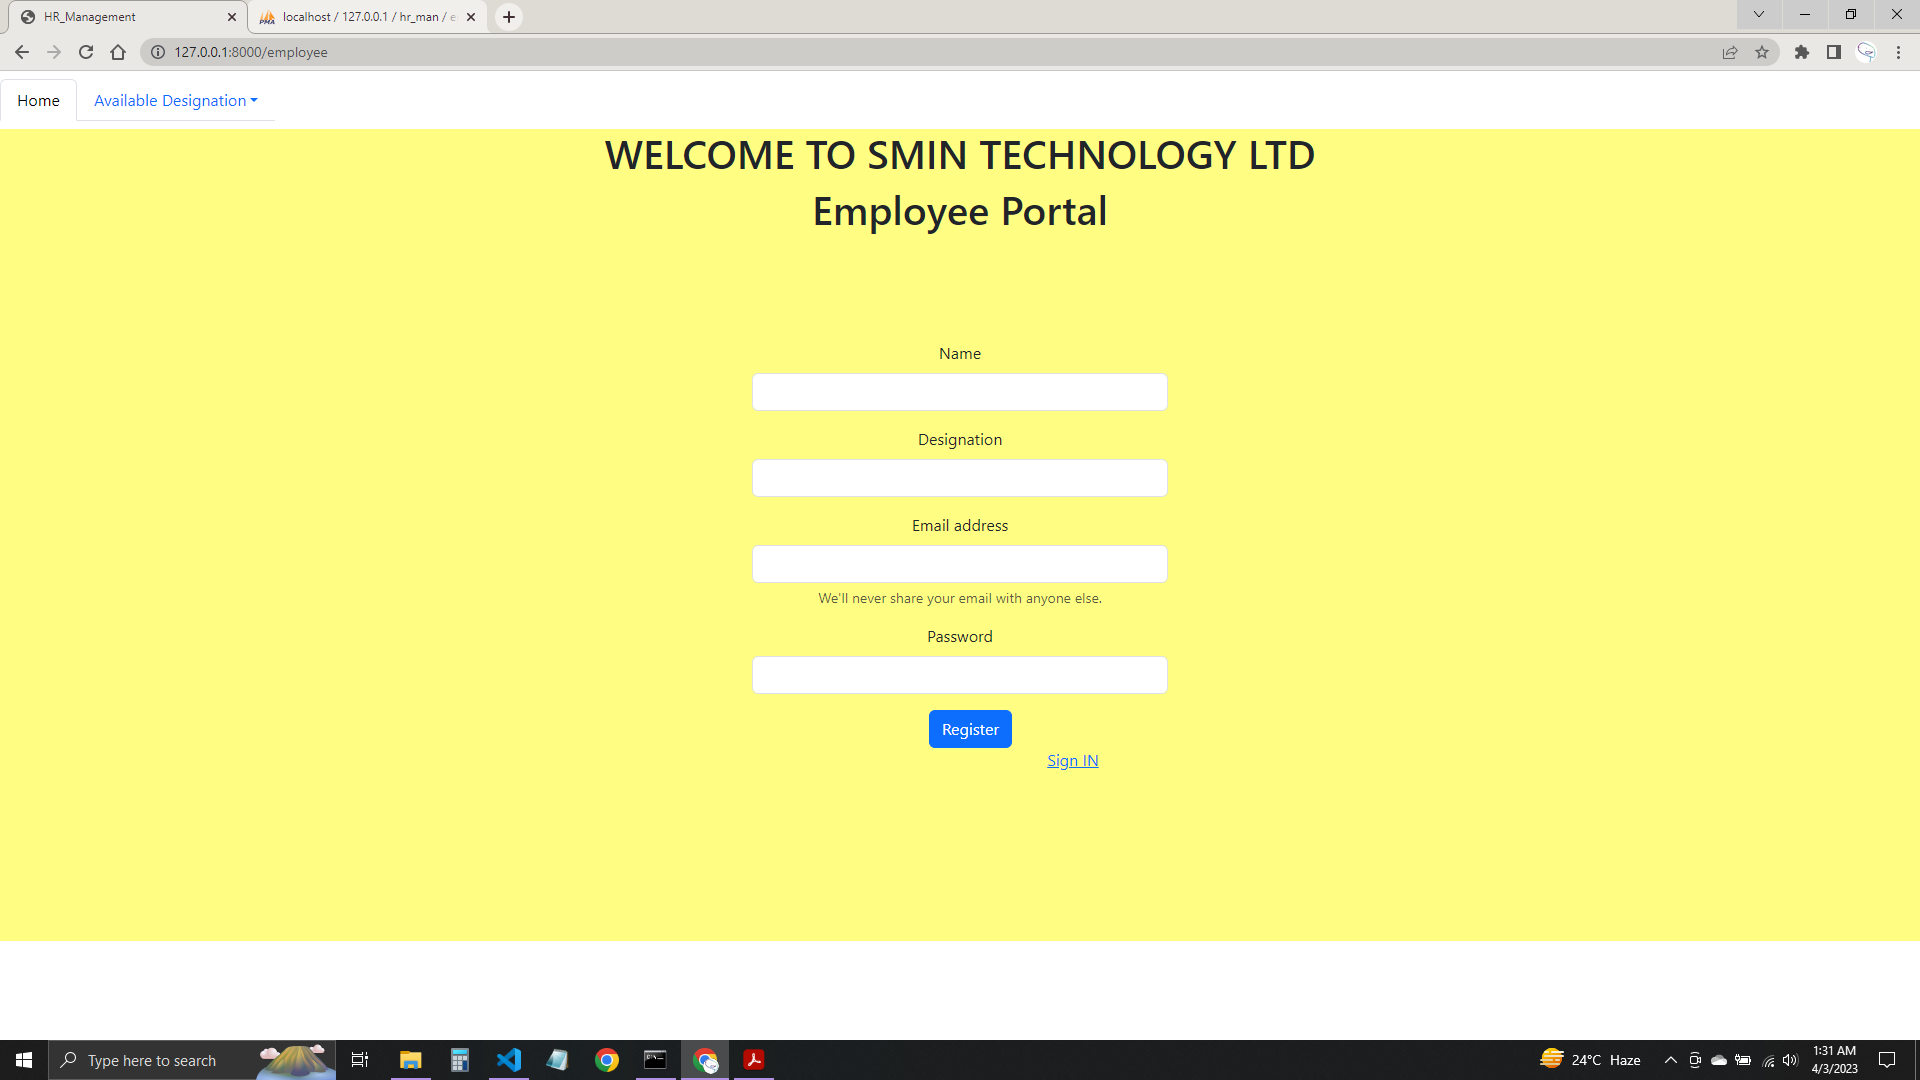 HR_Management
localhost / 127.0.0.1 / hr_man / e
127.0.0.1:8000/employee
Home
Available Designation
WELCOME TO SMIN TECHNOLOGY LTD
Employee Portal
Name
Designation
Email address
We'll never share your email with anyone else.
Password
Register
Sign IN
Type here to search
24°C Haze
1:31 AM
4/3/2023